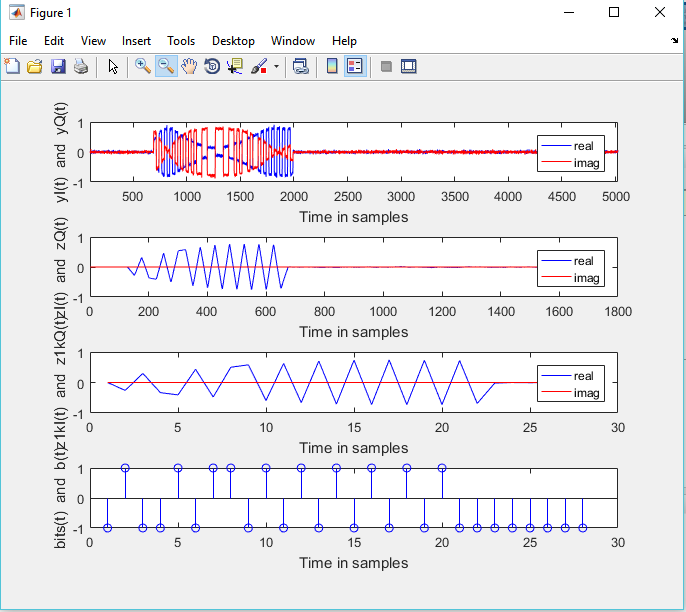 Figure 1
File Edit View Insert Tools Desktop Window Help
yI(t) and yQ(t)
1
0
-1
real
imag
500 1000 1500 2000 2500 3000 3500 4000 4500 5000
Time in samples
zI(t) and zQ(t)
1
0
-1
real
imag
0 200 400 600 800 1000 1200 1400 1600 1800
Time in samples
z1kI(t) and z1kQ(t)
1
0
-1
real
imag
0 5 10 15 20 25 30
Time in samples
bits(t) and b(t)
1
0
-1
0 5 10 15 20 25 30
Time in samples